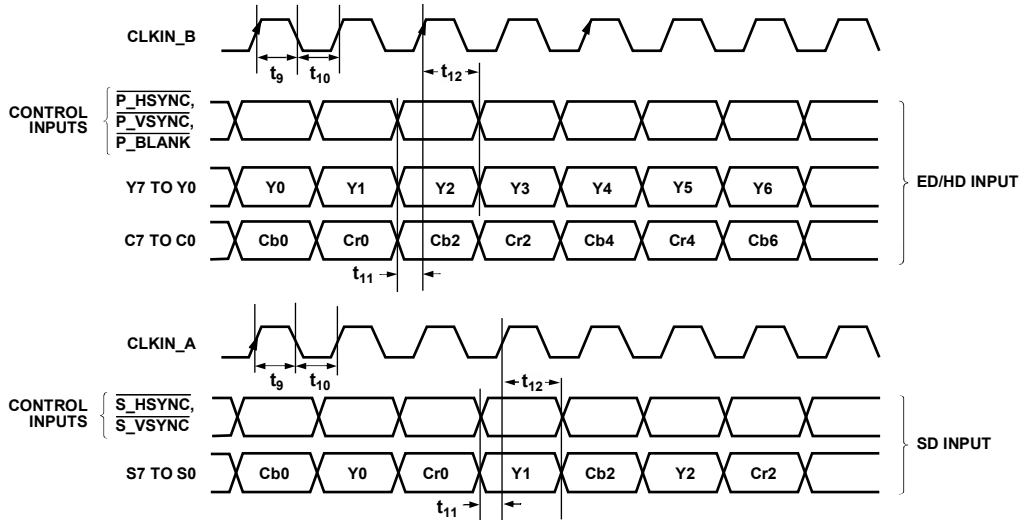 CLKIN_B
t9 t10 t12
CONTROL INPUTS
P_HSYNC,
P_VSYNC,
P_BLANK
Y7 TO Y0 Y0 Y1 Y2 Y3 Y4 Y5 Y6
ED/HD INPUT
C7 TO C0 Cb0 Cr0 Cb2 Cr2 Cb4 Cr4 Cb6
t11
CLKIN_A
t9 t10 t12
CONTROL INPUTS
S_HSYNC,
S_VSYNC
SD INPUT
S7 TO S0 Cb0 Y0 Cr0 Y1 Cb2 Y2 Cr2
t11